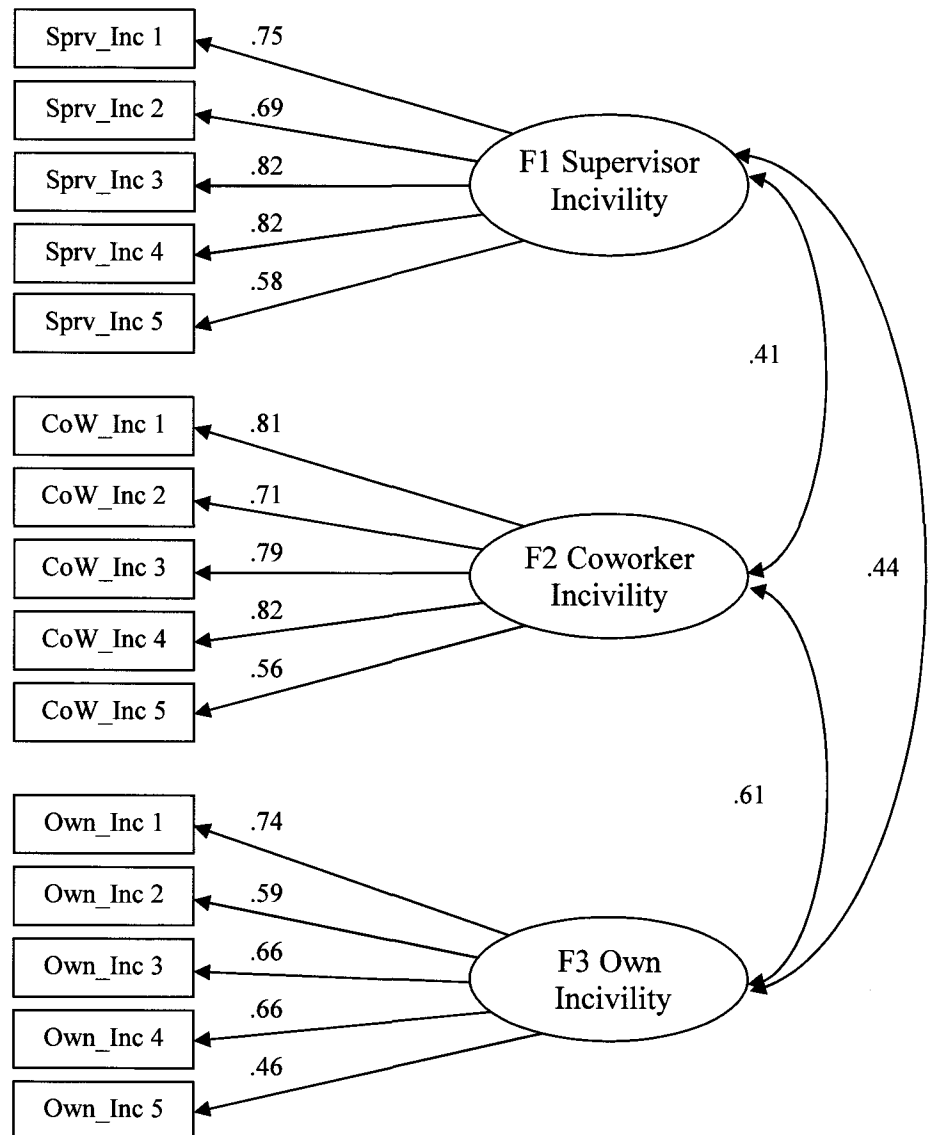 Sprv_Inc 1
.75
Sprv_Inc 2
.69
Sprv_Inc 3
.82
Sprv_Inc 4
.82
Sprv_Inc 5
.58
F1 Supervisor
Incivility
.41
CoW_Inc 1
.81
CoW_Inc 2
.71
CoW_Inc 3
.79
CoW_Inc 4
.82
CoW_Inc 5
.56
F2 Coworker
Incivility
.44
.61
Own_Inc 1
.74
Own_Inc 2
.59
Own_Inc 3
.66
Own_Inc 4
.66
Own_Inc 5
.46
F3 Own
Incivility